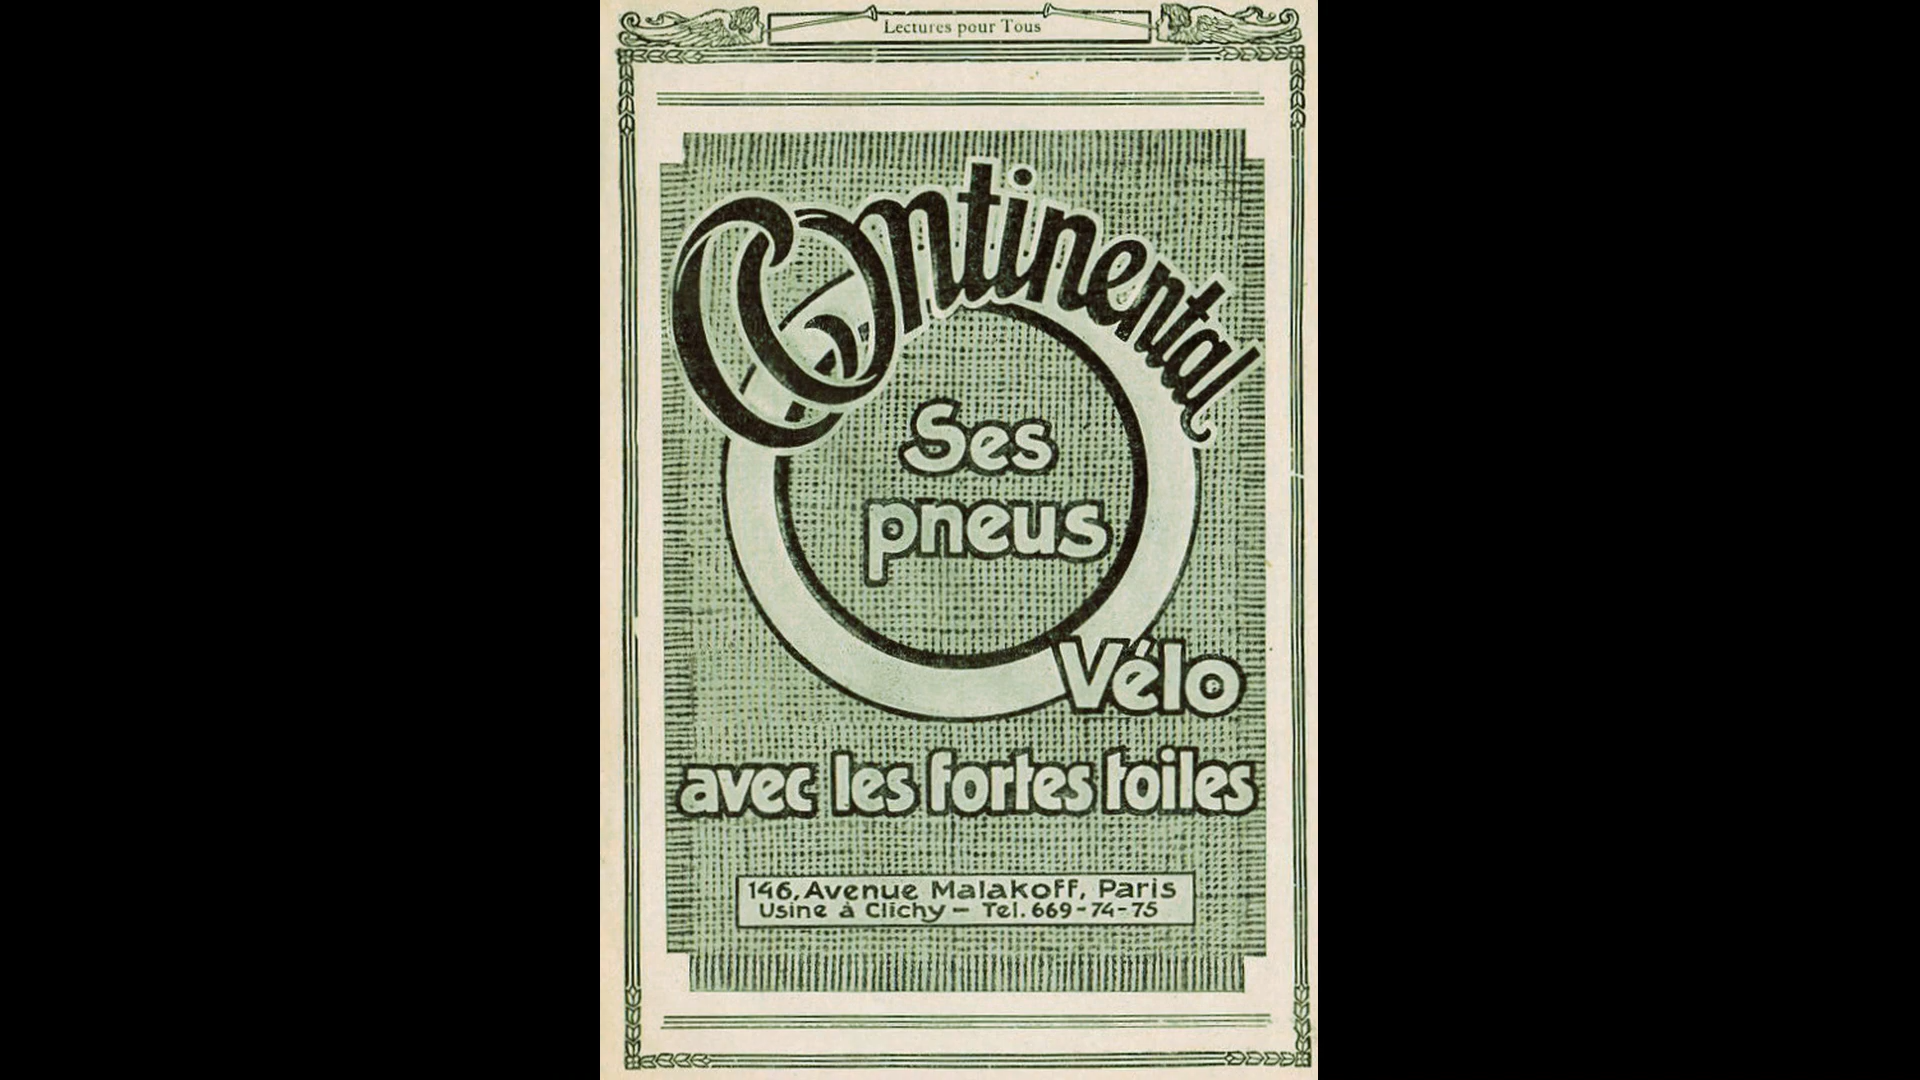 Lectures pour Tous
Continental
Ses
pneus
Vélo
avec les fortes toiles
146, Avenue Malakoff, Paris
Usine à Clichy - Tel. 669-74-75